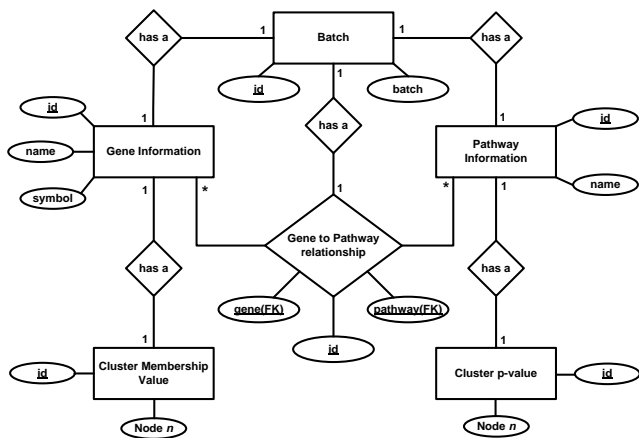 1
1
1
1
has a
Batch
has a
1
id
batch
id
id
has a
1
1
name
Gene Information
Pathway
Information
symbol
name
1
*
1
*
1
Gene to Pathway
relationship
has a
has a
gene(FK)
pathway(FK)
id
1
1
id
Cluster Membership
Value
Cluster p-value
id
Node n
Node n